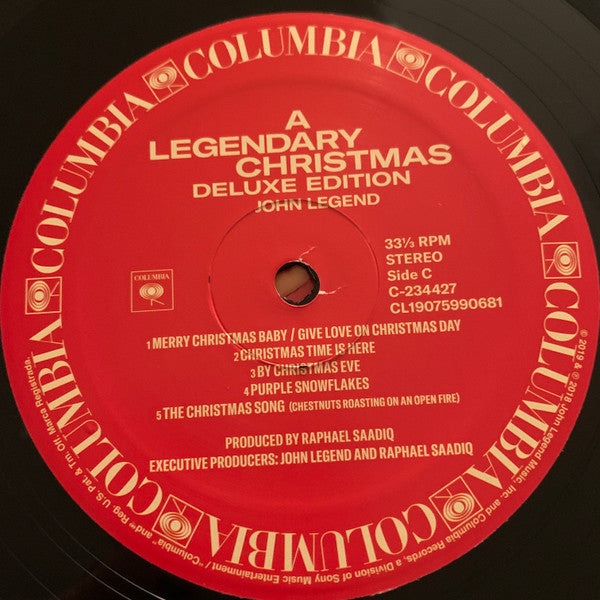 A
LEGENDARY
CHRISTMAS
DELUXE EDITION
JOHN LEGEND
33⅓ RPM
STEREO
Side C
C-234427
CL19075990681
COLUMBIA
1 MERRY CHRISTMAS BABY / GIVE LOVE ON CHRISTMAS DAY
2 CHRISTMAS TIME IS HERE
3 BY CHRISTMAS EVE
4 PURPLE SNOWFLAKES
5 THE CHRISTMAS SONG (CHESTNUTS ROASTING ON AN OPEN FIRE)
PRODUCED BY RAPHAEL SAADIQ
EXECUTIVE PRODUCERS: JOHN LEGEND AND RAPHAEL SAADIQ
COLUMBIA
COLUMBIA
COLUMBIA
COLUMBIA
COLUMBIA
COLUMBIA
COLUMBIA
COLUMBIA
© 2019 & ℗ 2018 John Legend Music, Inc. and Columbia Records, a Division of Sony Music Entertainment / "Columbia" and Reg. U.S. Pat. & Tm. Off. Marca Registrada.